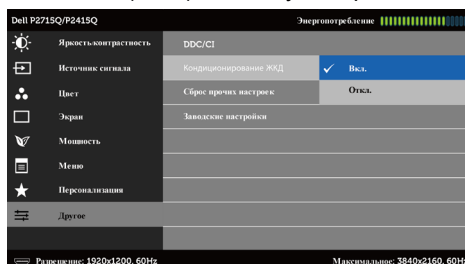 Dell P2715Q/P2415Q Энергопотребление
Яркость/контрастность DDC/CI
Источник сигнала Кондиционирование ЖКД Вкл.
Цвет Сброс прочих настроек Откл.
Экран Заводские настройки
Мощность
Меню
Персонализация
Другое
Разрешение: 1920x1200, 60Hz Максимальное: 3840x2160, 60Hz